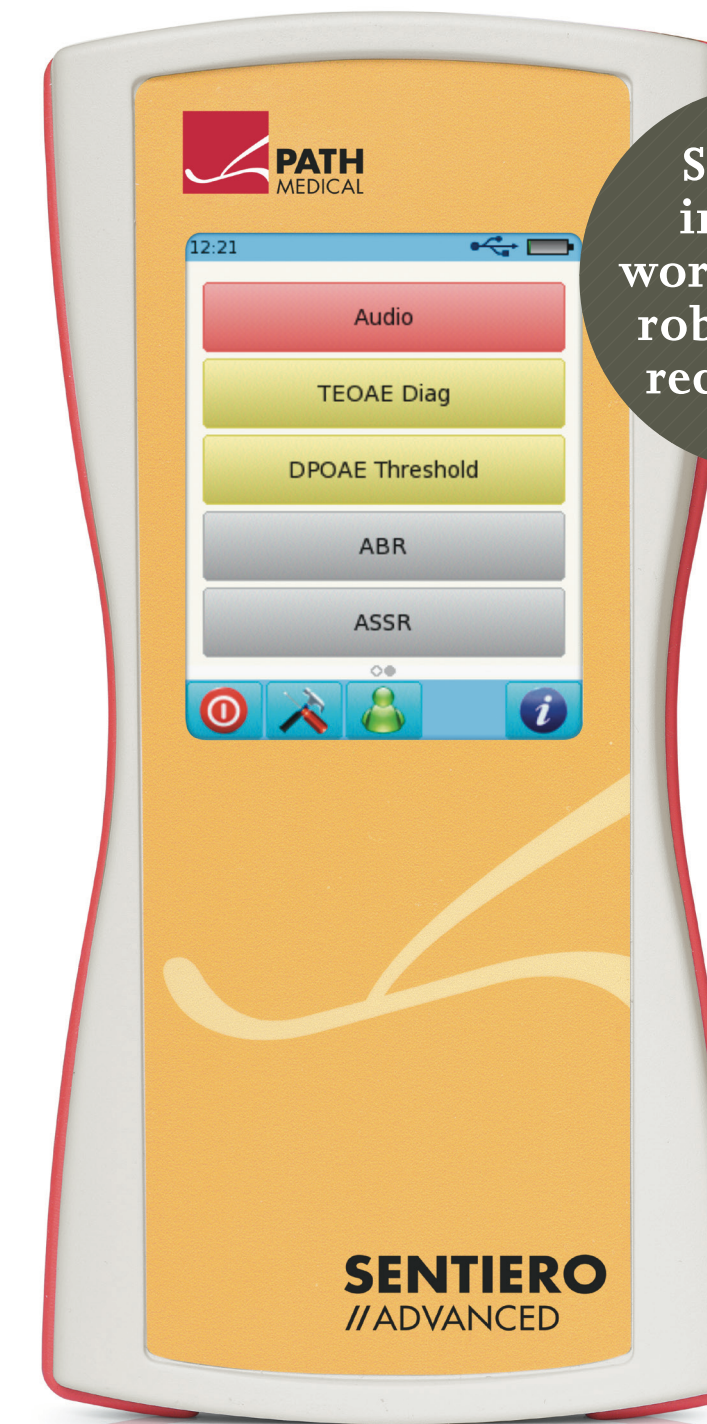 PATH
MEDICAL
12:21
Audio
TEOAE Diag
DPOAE Threshold
ABR
ASSR
SENTIERO
//ADVANCED